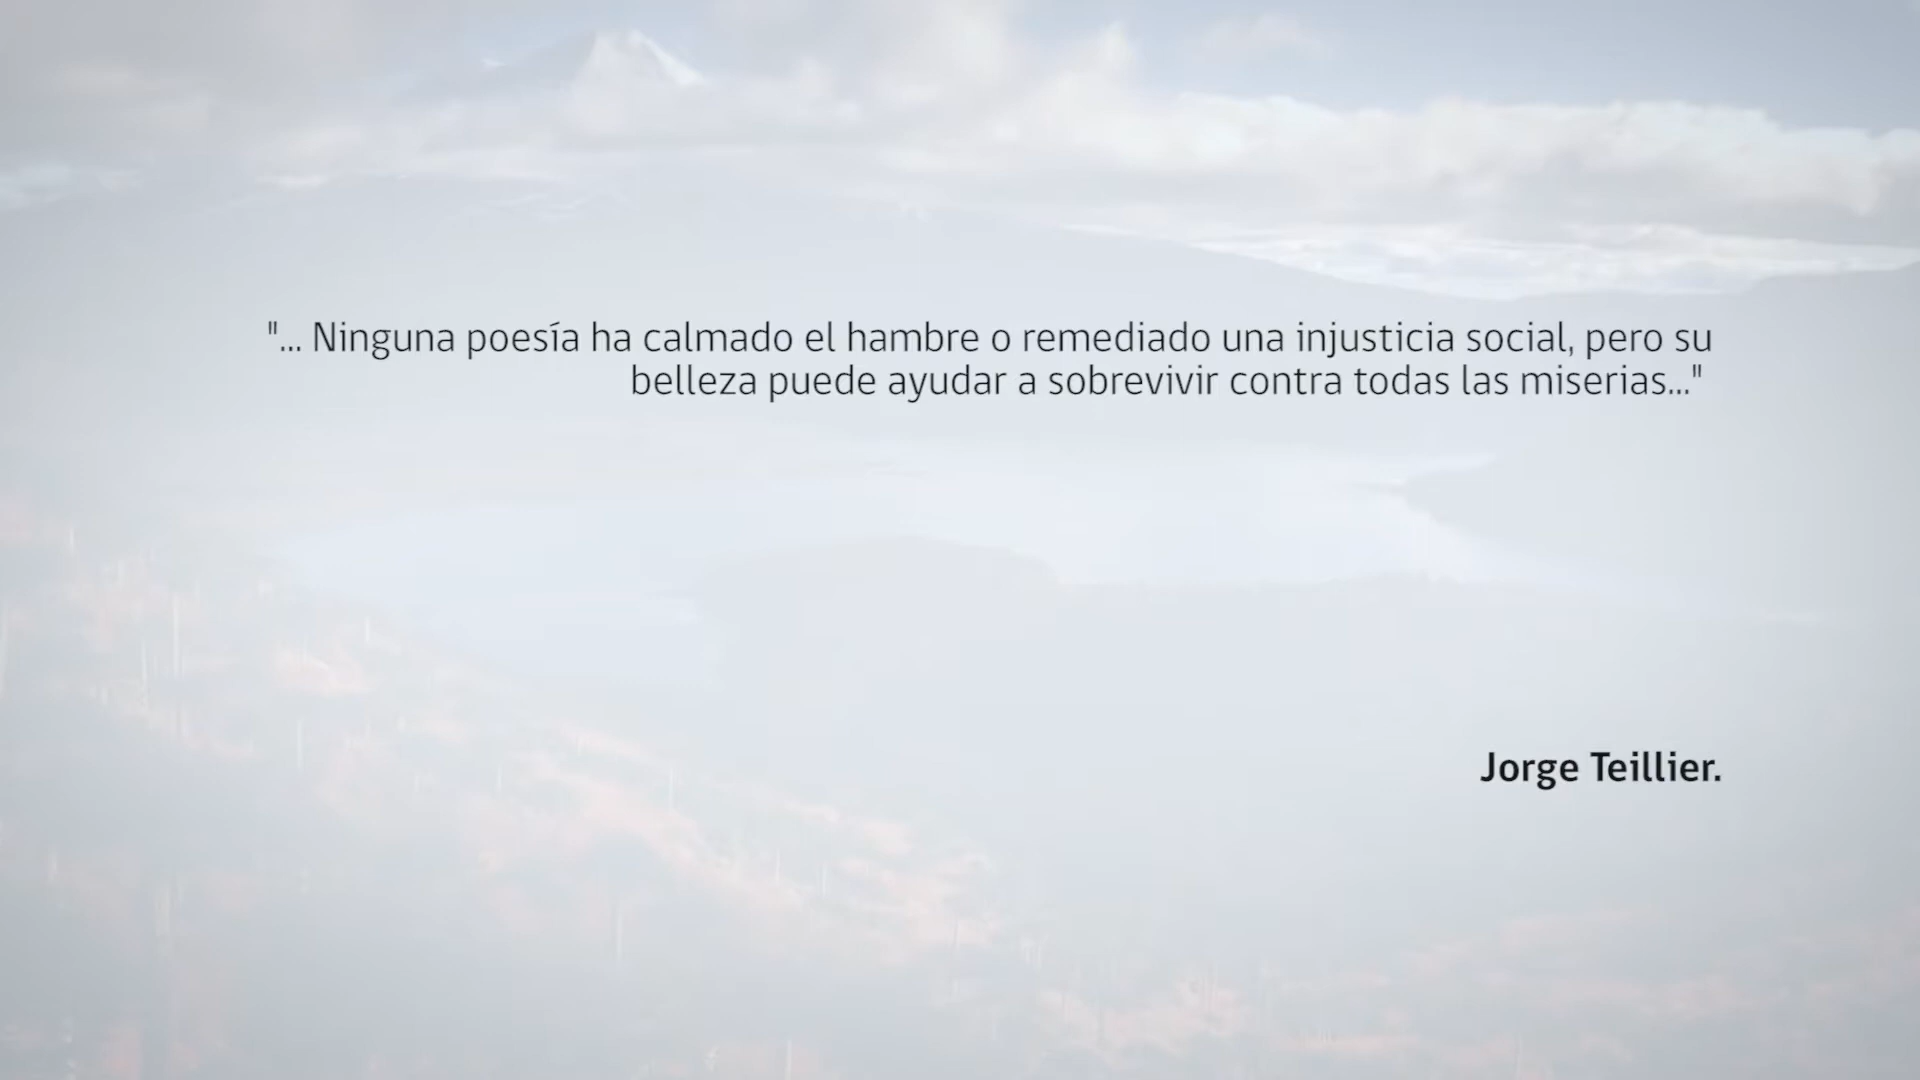 "... Ninguna poesía ha calmado el hambre o remediado una injusticia social, pero su
belleza puede ayudar a sobrevivir contra todas las miserias..."
Jorge Teillier.